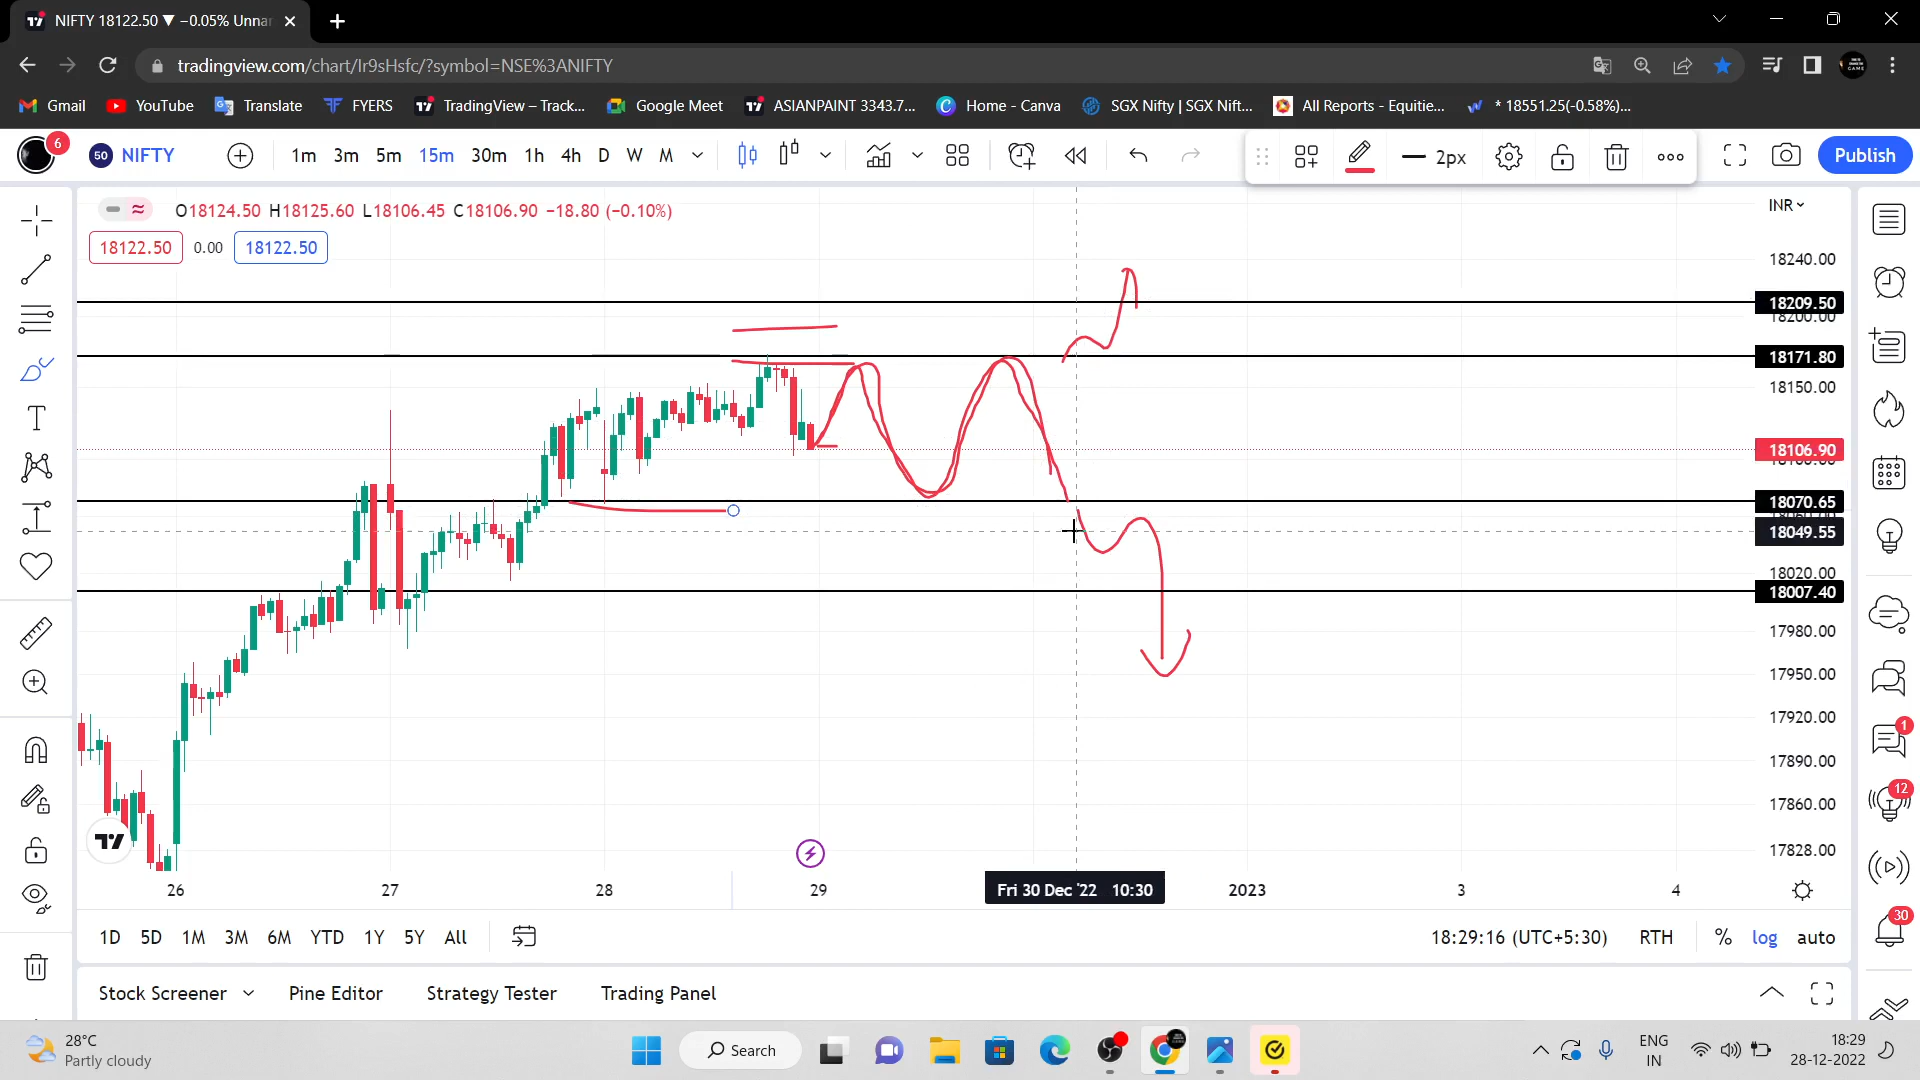 NIFTY 18122.50 ▼ −0.05% Unna
tradingview.com/chart/Ir9sHsfc/?symbol=NSE%3ANIFTY
Gmail YouTube Translate FYERS TradingView – Track... Google Meet ASIANPAINT 3343.7... Home - Canva SGX Nifty | SGX Nift... All Reports - Equitie... * 18551.25(-0.58%)...
6 50 NIFTY 1m 3m 5m 15m 30m 1h 4h D W M 2px Publish
O18124.50 H18125.60 L18106.45 C18106.90 −18.80 (−0.10%)
INR
18122.50 0.00 18122.50
18240.00
18209.50
18200.00
18171.80
18150.00
18106.90
18070.65
18049.55
18020.00
18007.40
17980.00
17950.00
17920.00
17890.00
17860.00
17828.00
1
12
30
26 27 28 29 Fri 30 Dec '22 10:30 2023 3 4
1D 5D 1M 3M 6M YTD 1Y 5Y All 18:29:16 (UTC+5:30) RTH % log auto
Stock Screener Pine Editor Strategy Tester Trading Panel
28°C
Partly cloudy
Search
ENG
IN
18:29
28-12-2022